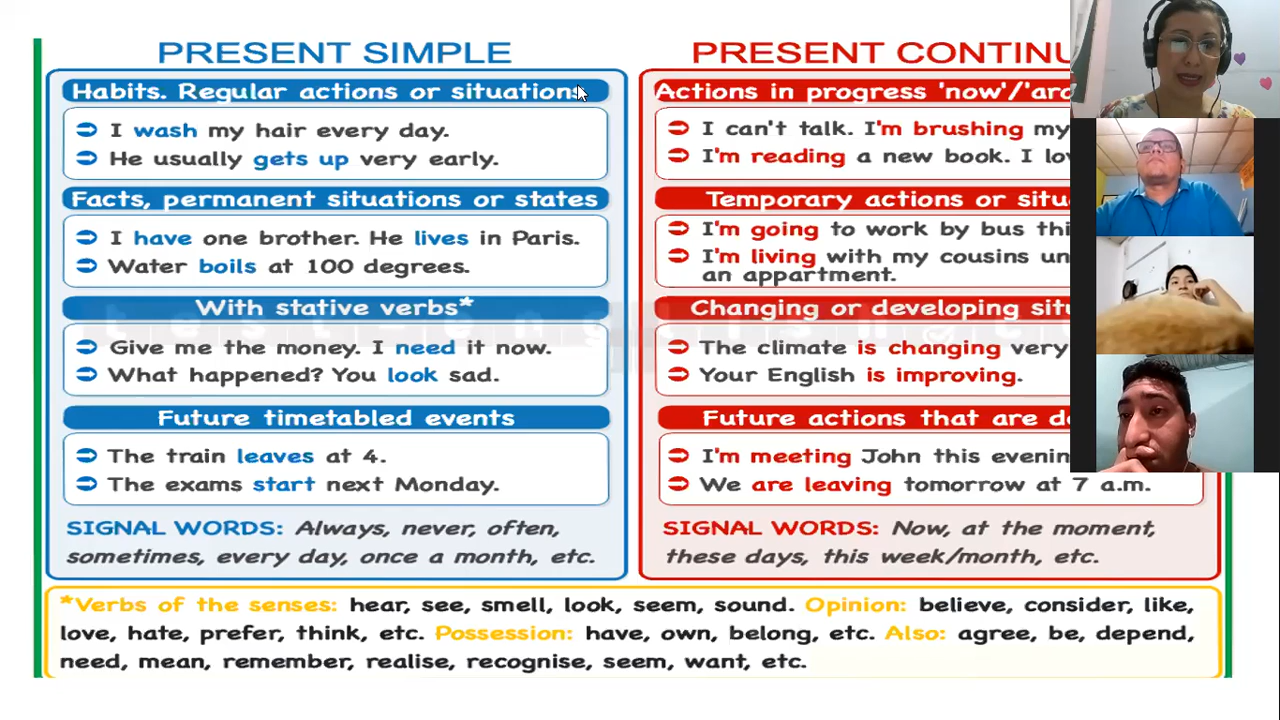 PRESENT SIMPLE
Habits. Regular actions or situations
I wash my hair every day.
He usually gets up very early.
Facts, permanent situations or states
I have one brother. He lives in Paris.
Water boils at 100 degrees.
With stative verbs*
Give me the money. I need it now.
What happened? You look sad.
Future timetabled events
The train leaves at 4.
The exams start next Monday.
SIGNAL WORDS: Always, never, often,
sometimes, every day, once a month, etc.
PRESENT
Actions in progress 'now'/
I can't talk. I'm brushing my
I'm reading a new book. I
Temporary actions or
I'm going to work by bus
I'm living with my cousins
an appartment.
Changing or developing
The climate is changing very
Your English is improving.
Future actions that are
I'm meeting John this evening
We are leaving tomorrow at 7 a.m.
SIGNAL WORDS: Now, at the moment,
these days, this week/month, etc.
*Verbs of the senses: hear, see, smell, look, seem, sound. Opinion: believe, consider, like,
love, hate, prefer, think, etc. Possession: have, own, belong, etc. Also: agree, be, depend,
need, mean, remember, realise, recognise, seem, want, etc.